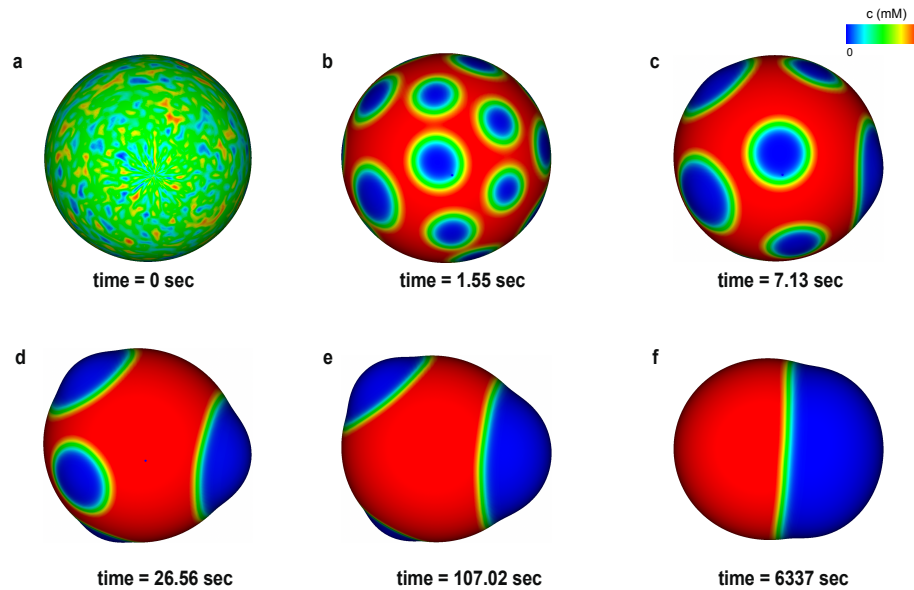 c (mM)
0
a
b
c
time = 0 sec
time = 1.55 sec
time = 7.13 sec
d
e
f
time = 26.56 sec
time = 107.02 sec
time = 6337 sec